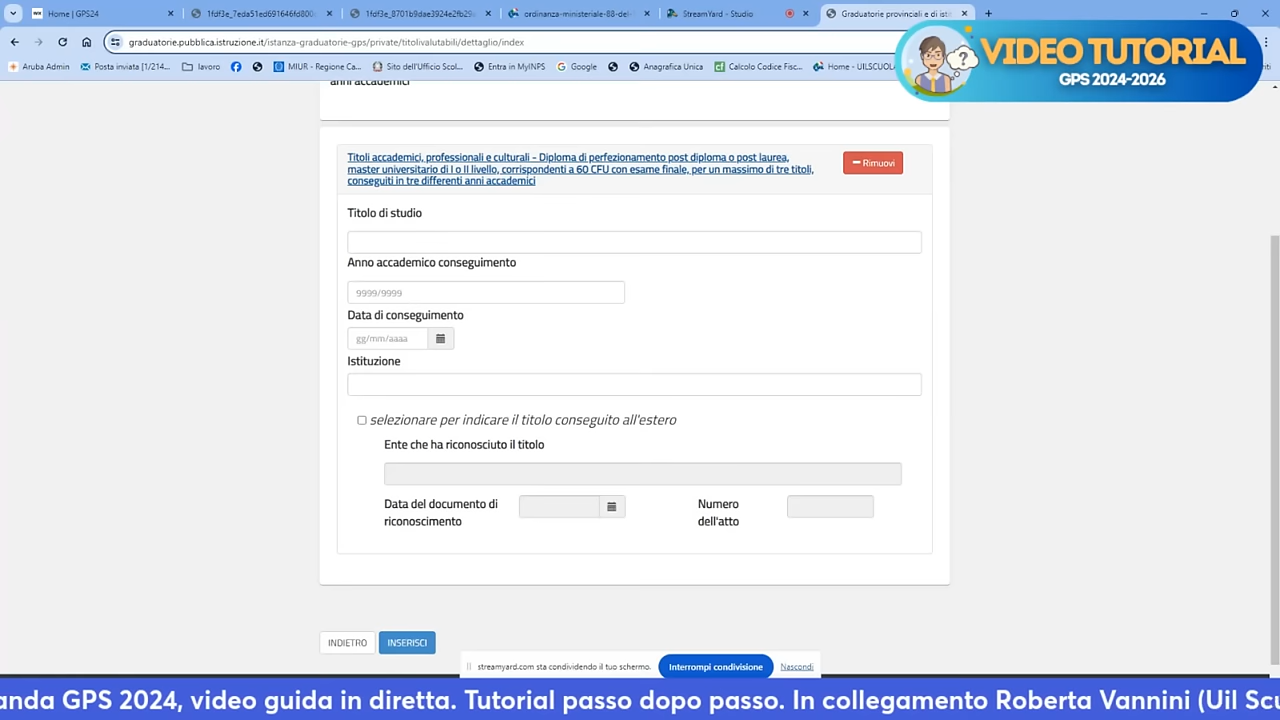 Home | GPS24
1fdf3e_7eda51ed691646fd800
1fdf3e_8701b9dae3924e2fb29
ordinanza-ministeriale-88-del-
StreamYard - Studio
Graduatorie provinciali e di ista
graduatorie.pubblica.istruzione.it/istanza-graduatorie-gps/private/titolivalutabili/dettaglio/index
Aruba Admin
Posta inviata [1/214...
lavoro
MIUR - Regione Ca...
Sito dell'Ufficio Scol...
Entra in MyINPS
Google
Anagrafica Unica
Calcolo Codice Fisc...
Home - UILSCUOL
VIDEO TUTORIAL
GPS 2024-2026
anni accademici
Titoli accademici, professionali e culturali - Diploma di perfezionamento post diploma o post laurea,
master universitario di I o II livello, corrispondenti a 60 CFU con esame finale, per un massimo di tre titoli,
conseguiti in tre differenti anni accademici
Rimuovi
Titolo di studio
Anno accademico conseguimento
9999/9999
Data di conseguimento
gg/mm/aaaa
Istituzione
selezionare per indicare il titolo conseguito all'estero
Ente che ha riconosciuto il titolo
Data del documento di
riconoscimento
Numero
dell'atto
INDIETRO
INSERISCI
streamyard.com sta condividendo il tuo schermo.
Interrompi condivisione
Nascondi
anda GPS 2024, video guida in diretta. Tutorial passo dopo passo. In collegamento Roberta Vannini (Uil Scu